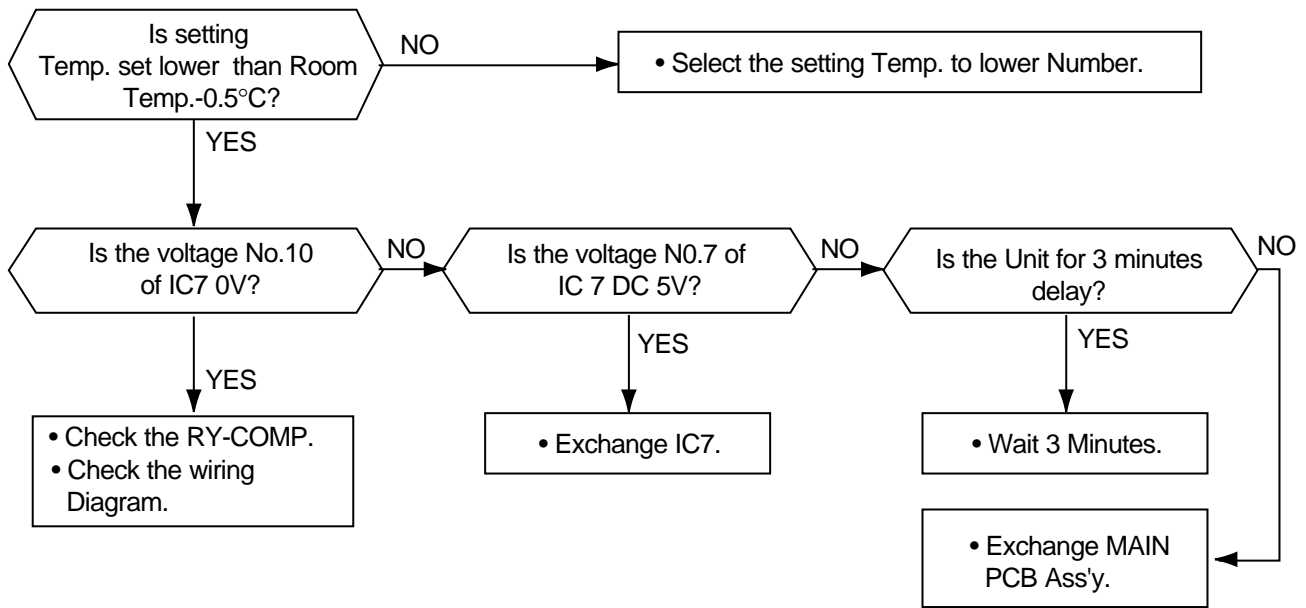 Is setting
Temp. set lower than Room
Temp.-0.5°C?
NO
• Select the setting Temp. to lower Number.
YES
Is the voltage No.10
of IC7 0V?
NO
Is the voltage N0.7 of
IC 7 DC 5V?
NO
Is the Unit for 3 minutes
delay?
NO
YES
YES
YES
• Check the RY-COMP.
• Check the wiring
Diagram.
• Exchange IC7.
• Wait 3 Minutes.
• Exchange MAIN
PCB Ass'y.